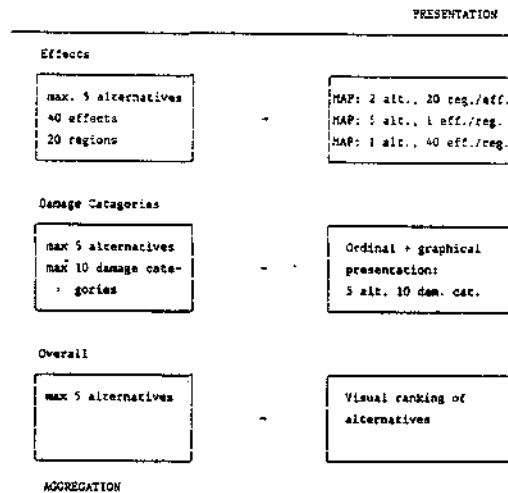 PRESENTATION
Effects
max. 5 alternatives
40 effects
20 regions
MAP: 2 alt., 20 reg./eff.
MAP: 5 alt., 1 eff./reg.
MAP: 1 alt., 40 eff./reg.
Damage Catagories
max 5 alternatives
max 10 damage cate-
gories
Ordinal + graphical
presentation:
5 alt. 10 dam. cat.
Overall
max 5 alternatives
Visual ranking of
alternatives
AGGREGATION